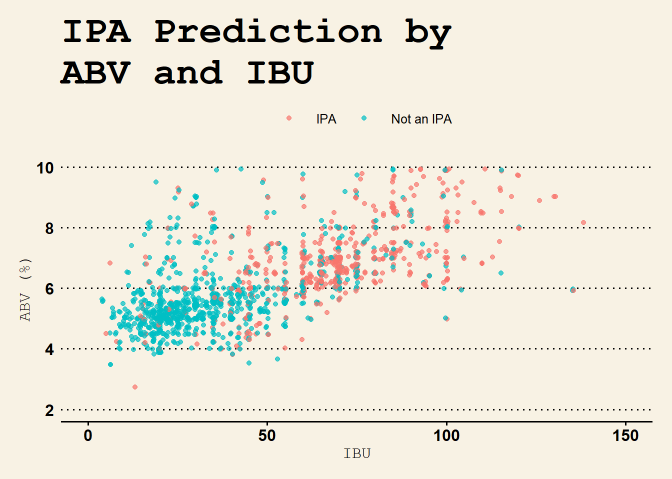 IPA Prediction by
ABV and IBU
IPA
Not an IPA
10
8
6
4
2
ABV (%)
0
50
100
150
IBU